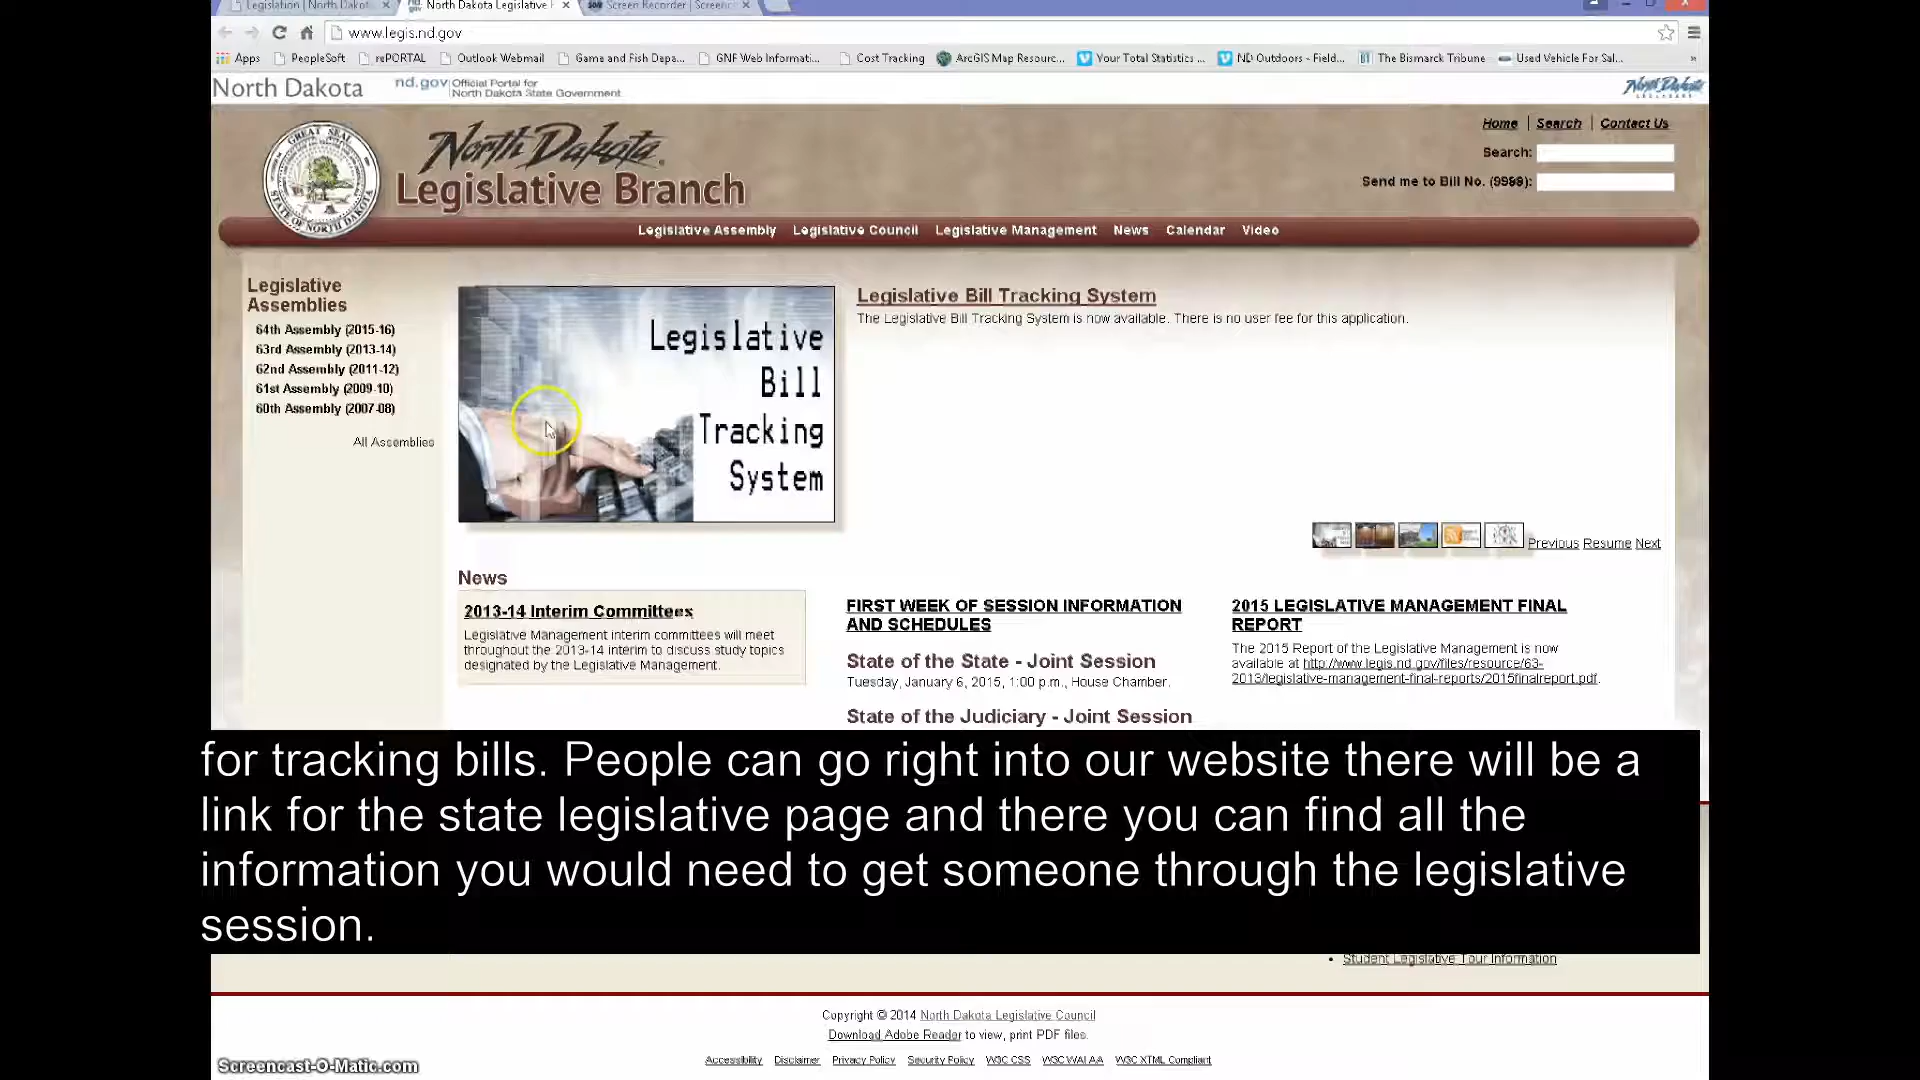 Legislation | North Dakot
North Dakota Legislative
Screen Recorder | Screenc
www.legis.nd.gov
Apps PeopleSoft rePORTAL Outlook Webmail Game and Fish Depa... GNF Web Informati... Cost Tracking ArcGIS Map Resourc... Your Total Statistics ... ND Outdoors - Field... The Bismarck Tribune Used Vehicle For Sal... »
North Dakota nd.gov Official Portal for
North Dakota State Government
North Dakota
GREAT SEAL
STATE OF NORTH DAKOTA
North Dakota
Legislative Branch
Home | Search | Contact Us
Search:
Send me to Bill No. (9999):
Legislative Assembly Legislative Council Legislative Management News Calendar Video
Legislative
Assemblies
64th Assembly (2015-16)
63rd Assembly (2013-14)
62nd Assembly (2011-12)
61st Assembly (2009-10)
60th Assembly (2007-08)
All Assemblies
Legislative
Bill
Tracking
System
Legislative Bill Tracking System
The Legislative Bill Tracking System is now available. There is no user fee for this application.
Previous Resume Next
News
2013-14 Interim Committees
Legislative Management interim committees will meet
throughout the 2013-14 interim to discuss study topics
designated by the Legislative Management.
FIRST WEEK OF SESSION INFORMATION
AND SCHEDULES
State of the State - Joint Session
Tuesday, January 6, 2015, 1:00 p.m., House Chamber.
State of the Judiciary - Joint Session
2015 LEGISLATIVE MANAGEMENT FINAL
REPORT
The 2015 Report of the Legislative Management is now
available at http://www.legis.nd.gov/files/resource/63-
2013/legislative-management-final-reports/2015finalreport.pdf.
for tracking bills. People can go right into our website there will be a
link for the state legislative page and there you can find all the
information you would need to get someone through the legislative
session.
Student Legislative Tour Information
Copyright © 2014 North Dakota Legislative Council
Download Adobe Reader to view, print PDF files.
Accessibility Disclaimer Privacy Policy Security Policy W3C CSS W3C WAI AA W3C XTML Compliant
Screencast-O-Matic.com